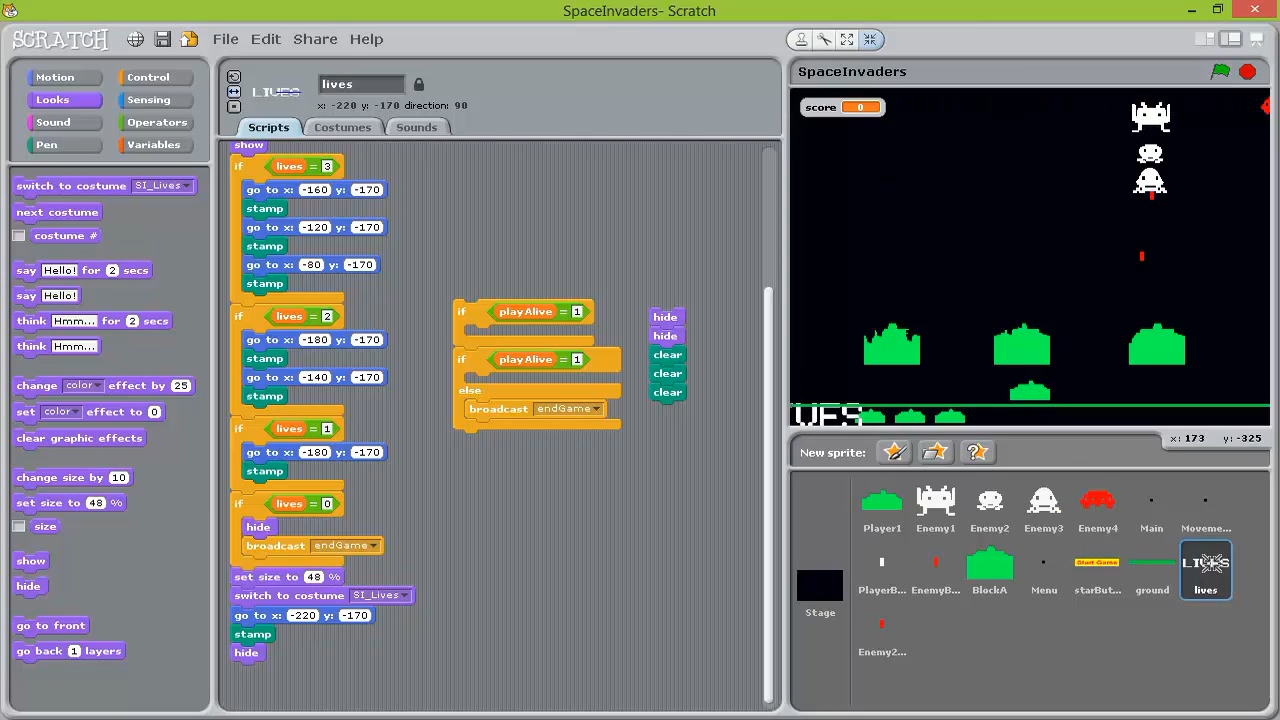 SpaceInvaders- Scratch
SCRATCH File Edit Share Help
Motion Control
Looks Sensing
Sound Operators
Pen Variables
switch to costume SI_Lives
next costume
costume #
say Hello! for 2 secs
say Hello!
think Hmm... for 2 secs
think Hmm...
change color effect by 25
set color effect to 0
clear graphic effects
change size by 10
set size to 48 %
size
show
hide
go to front
go back 1 layers
LIVES
lives
x: -220 y: -170 direction: 90
Scripts Costumes Sounds
show
if lives = 3
go to x: -160 y: -170
stamp
go to x: -120 y: -170
stamp
go to x: -80 y: -170
stamp
if lives = 2
go to x: -180 y: -170
stamp
go to x: -140 y: -170
stamp
if lives = 1
go to x: -180 y: -170
stamp
if lives = 0
hide
broadcast endGame
set size to 48 %
switch to costume SI_Lives
go to x: -220 y: -170
stamp
hide
if playAlive = 1
if playAlive = 1
else
broadcast endGame
hide
hide
clear
clear
clear
SpaceInvaders
score 0
VES
x: 173 y: -325
New sprite:
Stage
Player1 Enemy1 Enemy2 Enemy3 Enemy4 Main Moveme...
PlayerB... EnemyB... BlockA Menu Start Game starBut... ground LIVES lives
Enemy2...